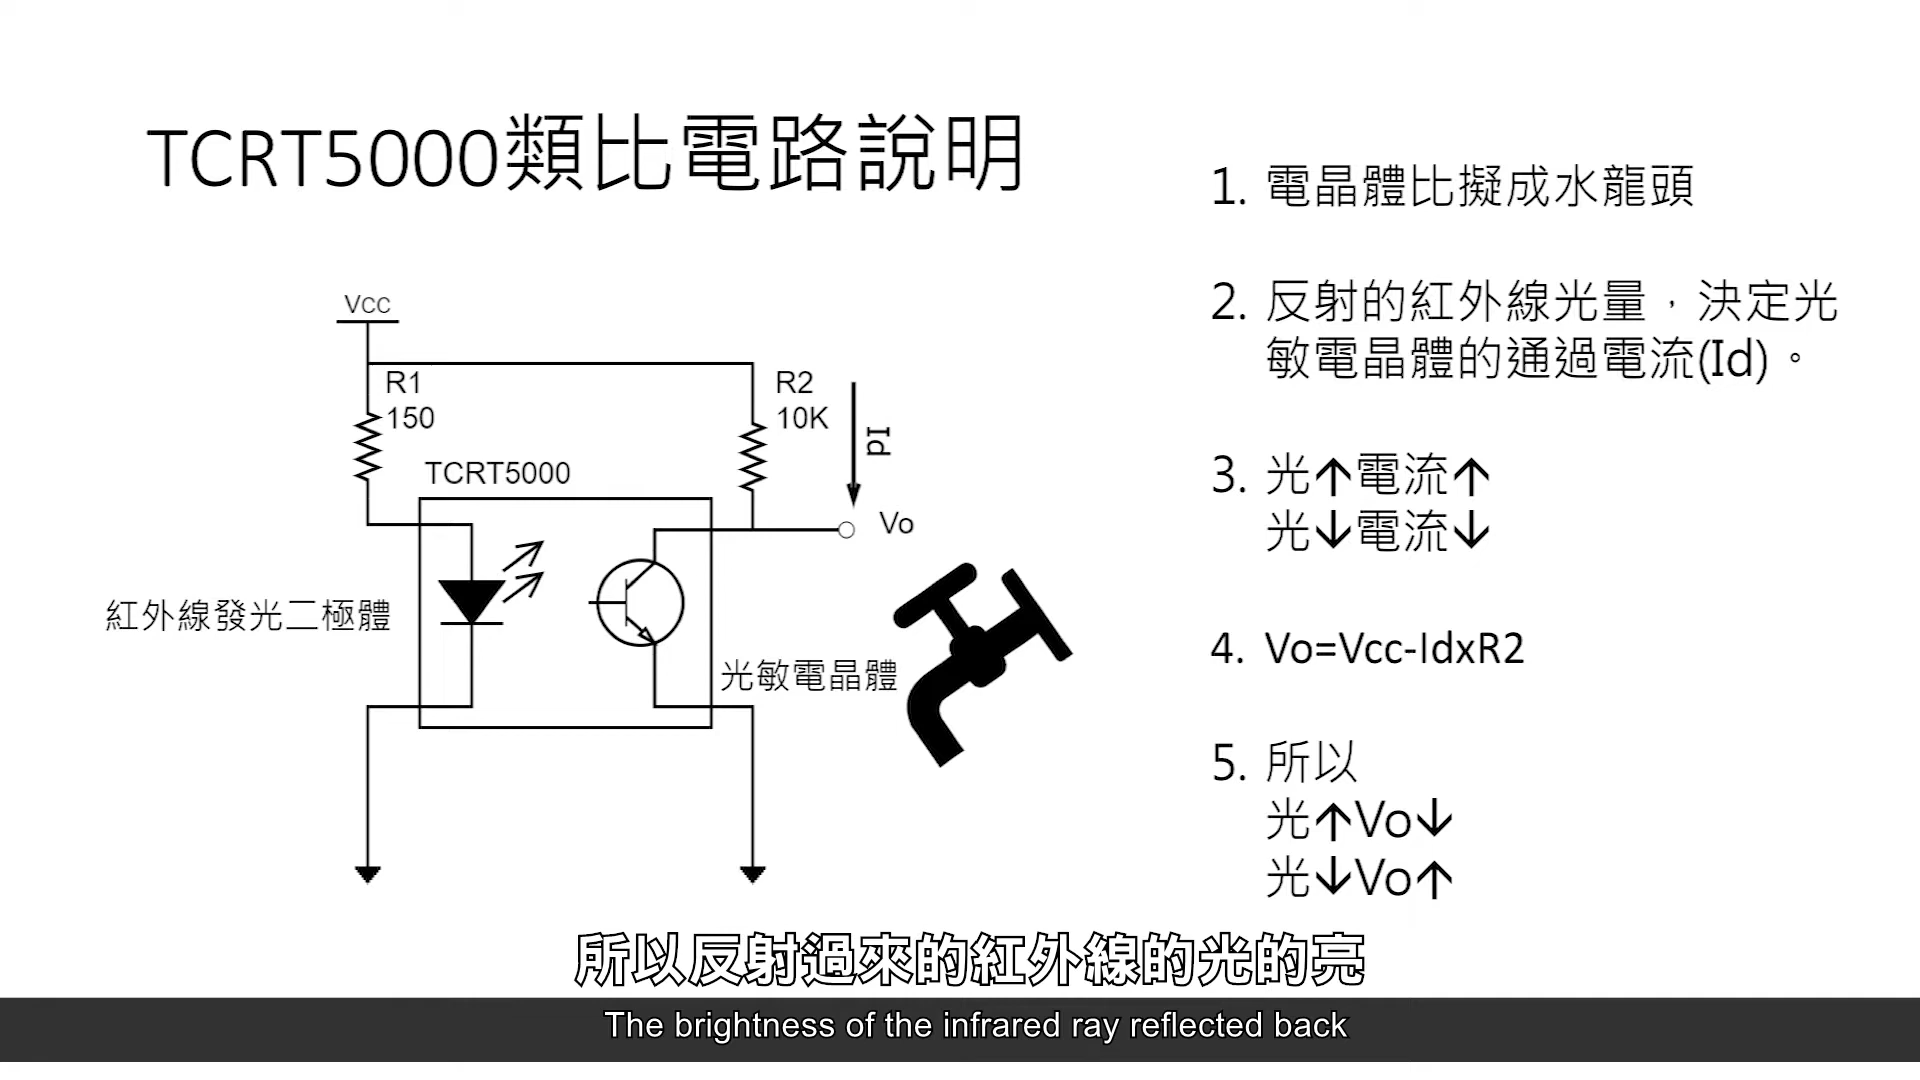 TCRT5000類比電路說明
1. 電晶體比擬成水龍頭
2. 反射的紅外線光量，決定光
敏電晶體的通過電流(Id)。
3. 光↑電流↑
光↓電流↓
4. Vo=Vcc-IdxR2
5. 所以
光↑Vo↓
光↓Vo↑
Vcc
R1
150
R2
10K
Id
TCRT5000
Vo
紅外線發光二極體
光敏電晶體
所以反射過來的紅外線的光的亮
The brightness of the infrared ray reflected back